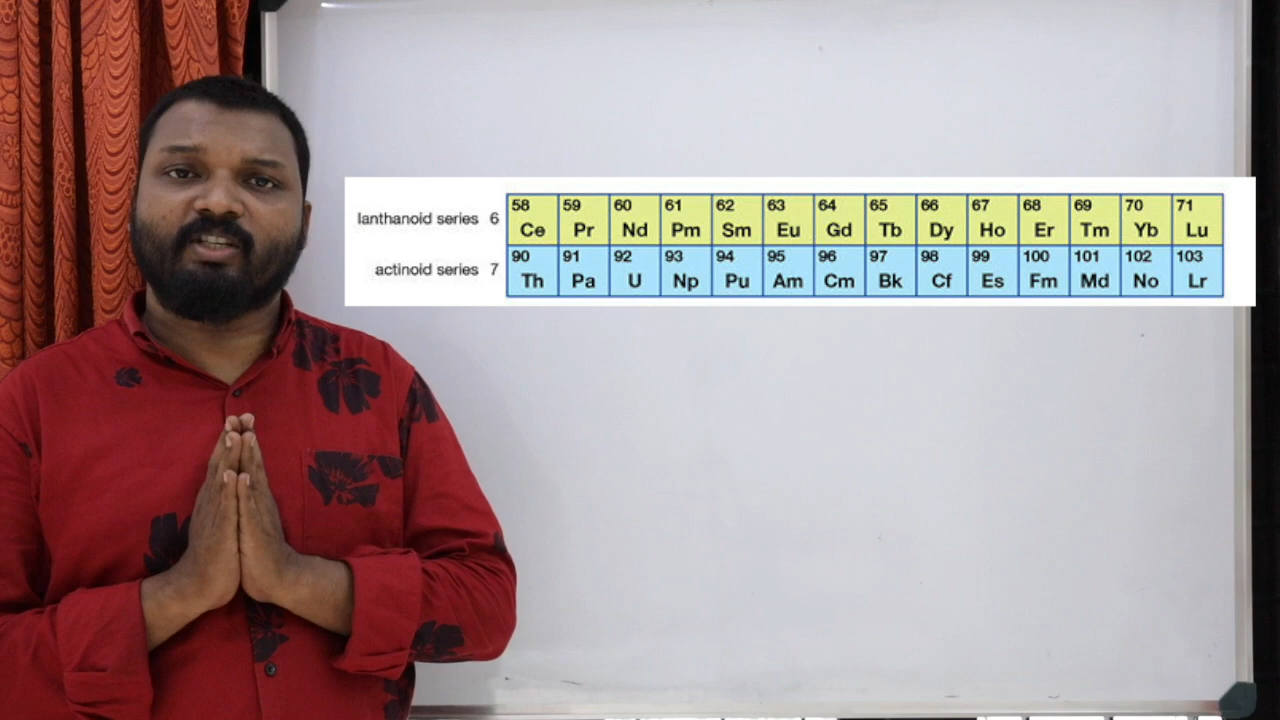 58 59 60 61 62 63 64 65 66 67 68 69 70 71
lanthanoid series 6 Ce Pr Nd Pm Sm Eu Gd Tb Dy Ho Er Tm Yb Lu
90 91 92 93 94 95 96 97 98 99 100 101 102 103
actinoid series 7 Th Pa U Np Pu Am Cm Bk Cf Es Fm Md No Lr